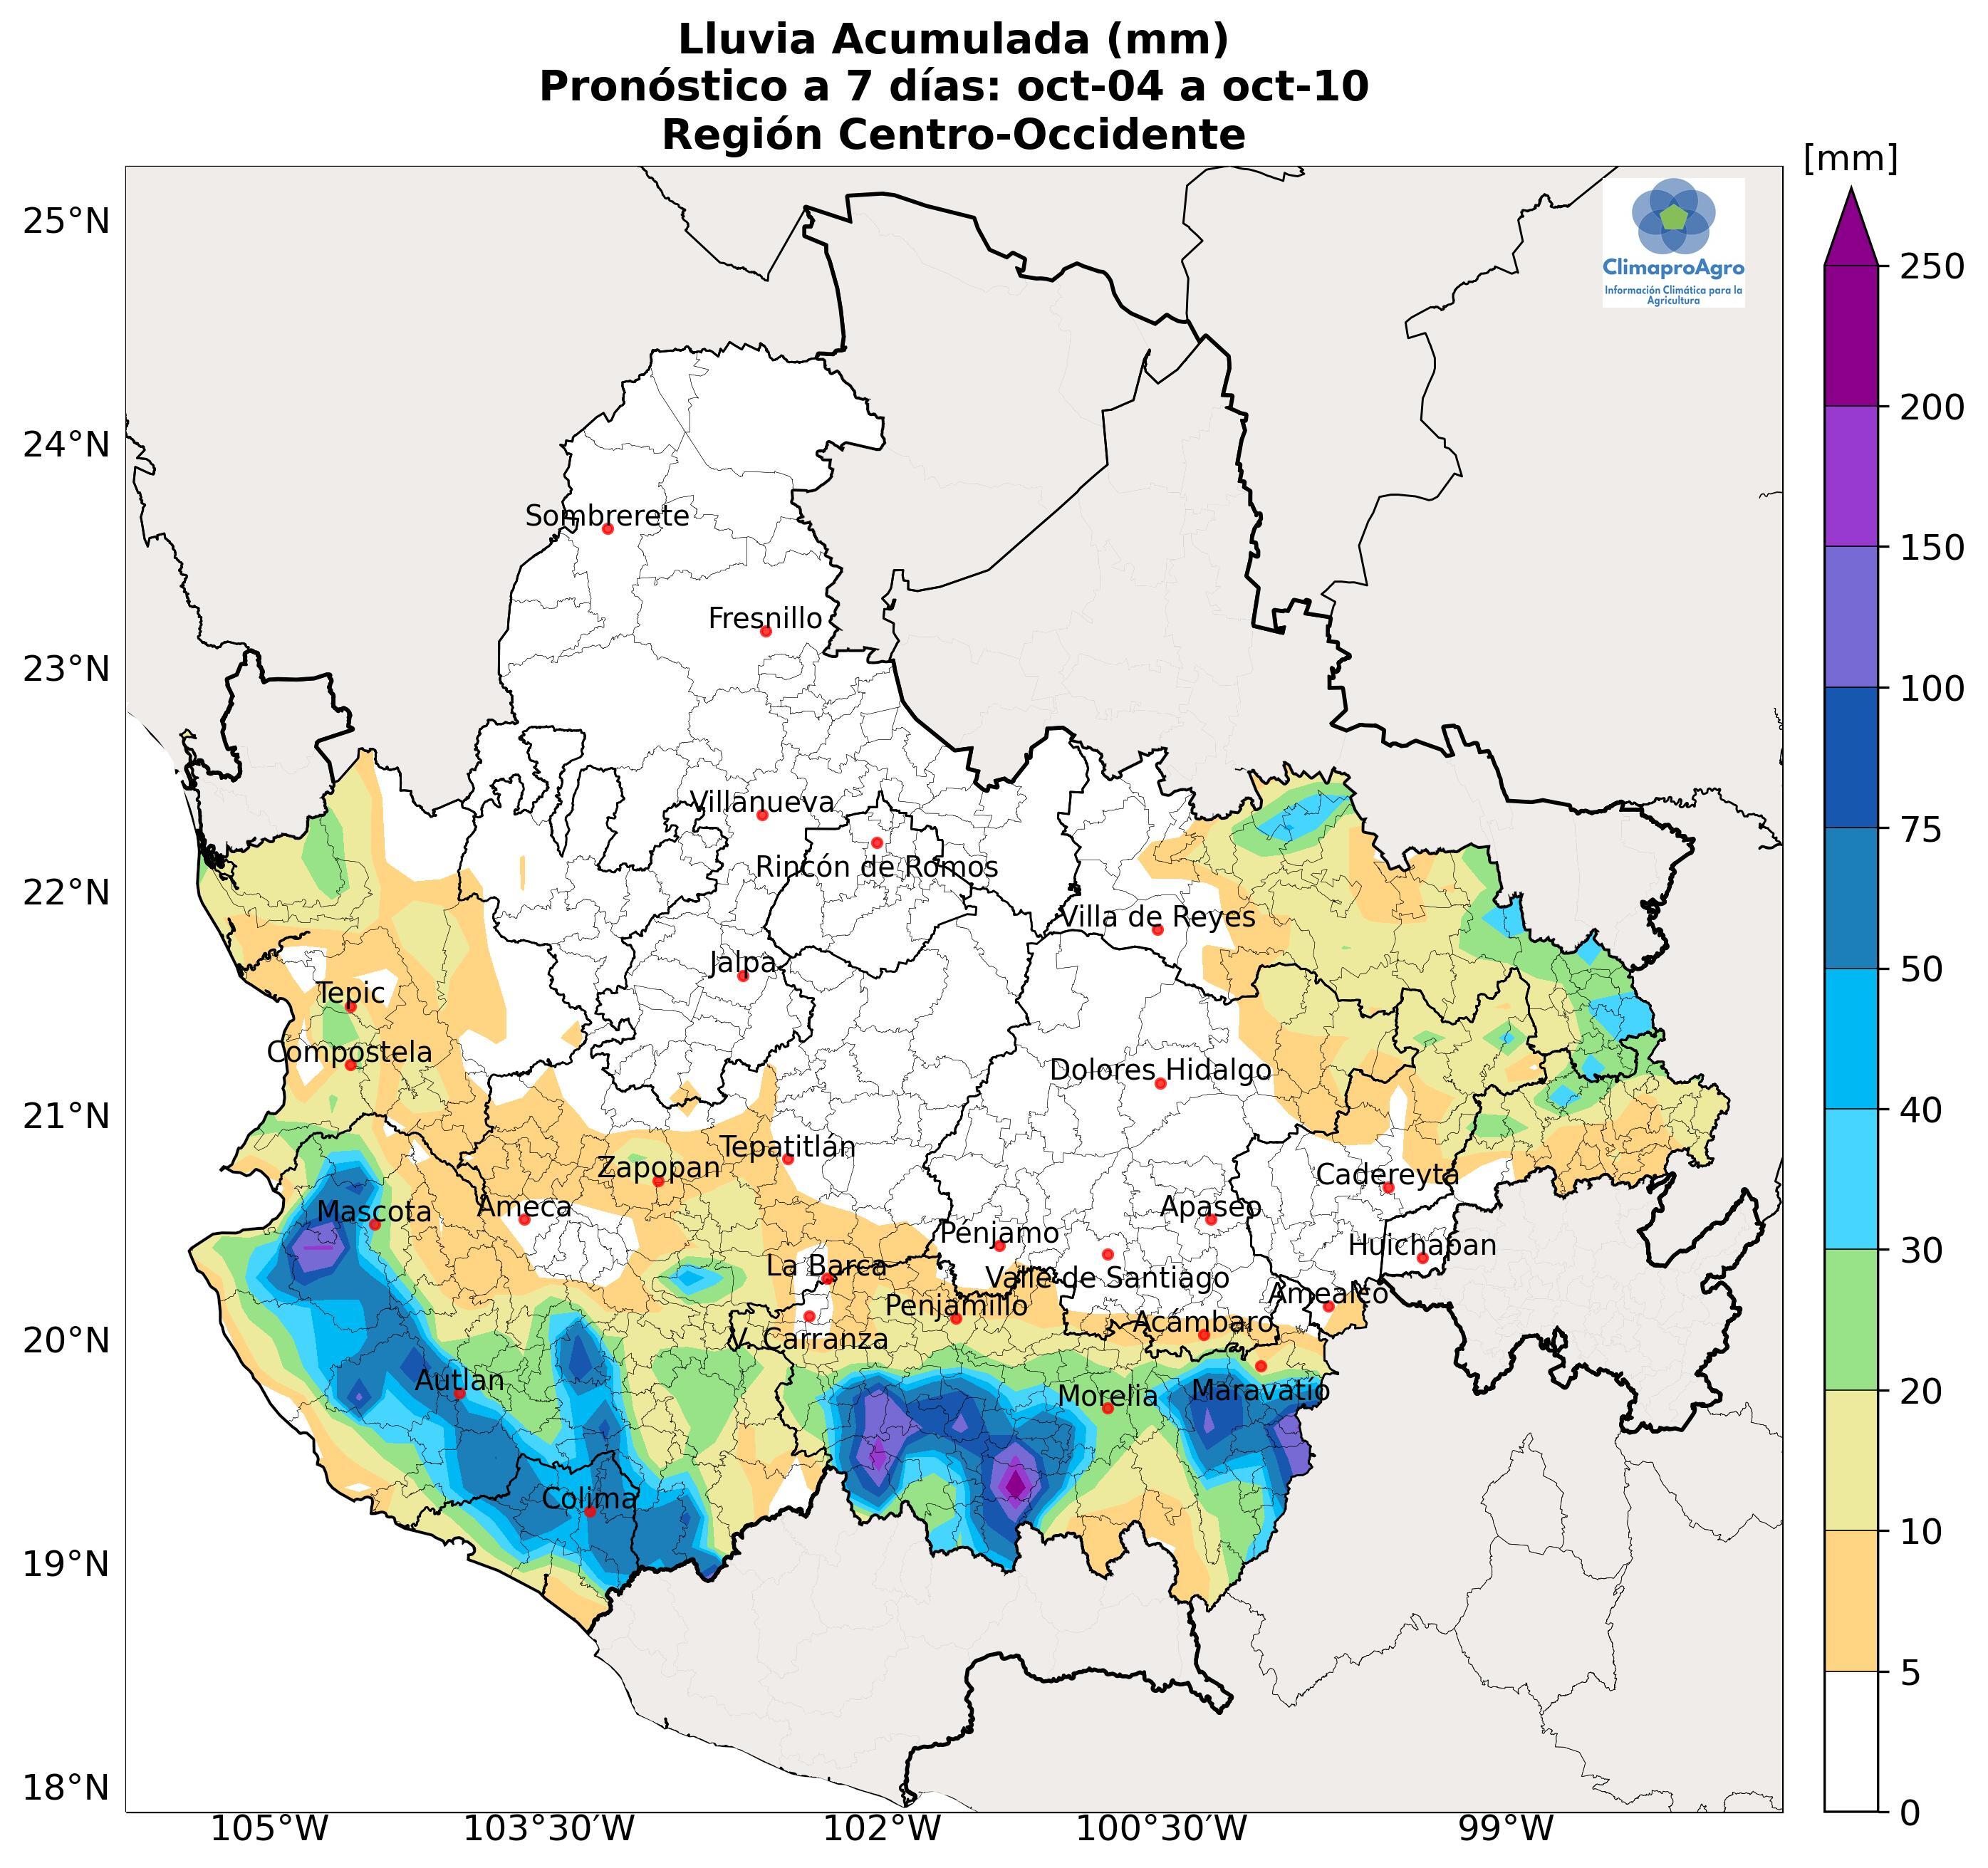 Lluvia Acumulada (mm)
Pronóstico a 7 días: oct-04 a oct-10
Región Centro-Occidente
[mm]
25°N
ClimaproAgro
Información Climática para la
Agricultura
250
24°N
200
Sombrerete
150
Fresnillo
23°N
100
Villanueva
75
Rincón de Romos
22°N
Villa de Reyes
Jalpa
50
Tepic
Compostela
Dolores Hidalgo
21°N
40
Tepatitlán
Zapopan
Cadereyta
Mascota
Ameca
Apaseo
Penjamo
Huichapan
La Barca
Valle de Santiago
30
Amealco
Penjamillo
Acámbaro
20°N
V. Carranza
Autlan
Morelia
Maravatío
20
Colima
10
19°N
5
18°N
0
105°W
103°30'W
102°W
100°30'W
99°W